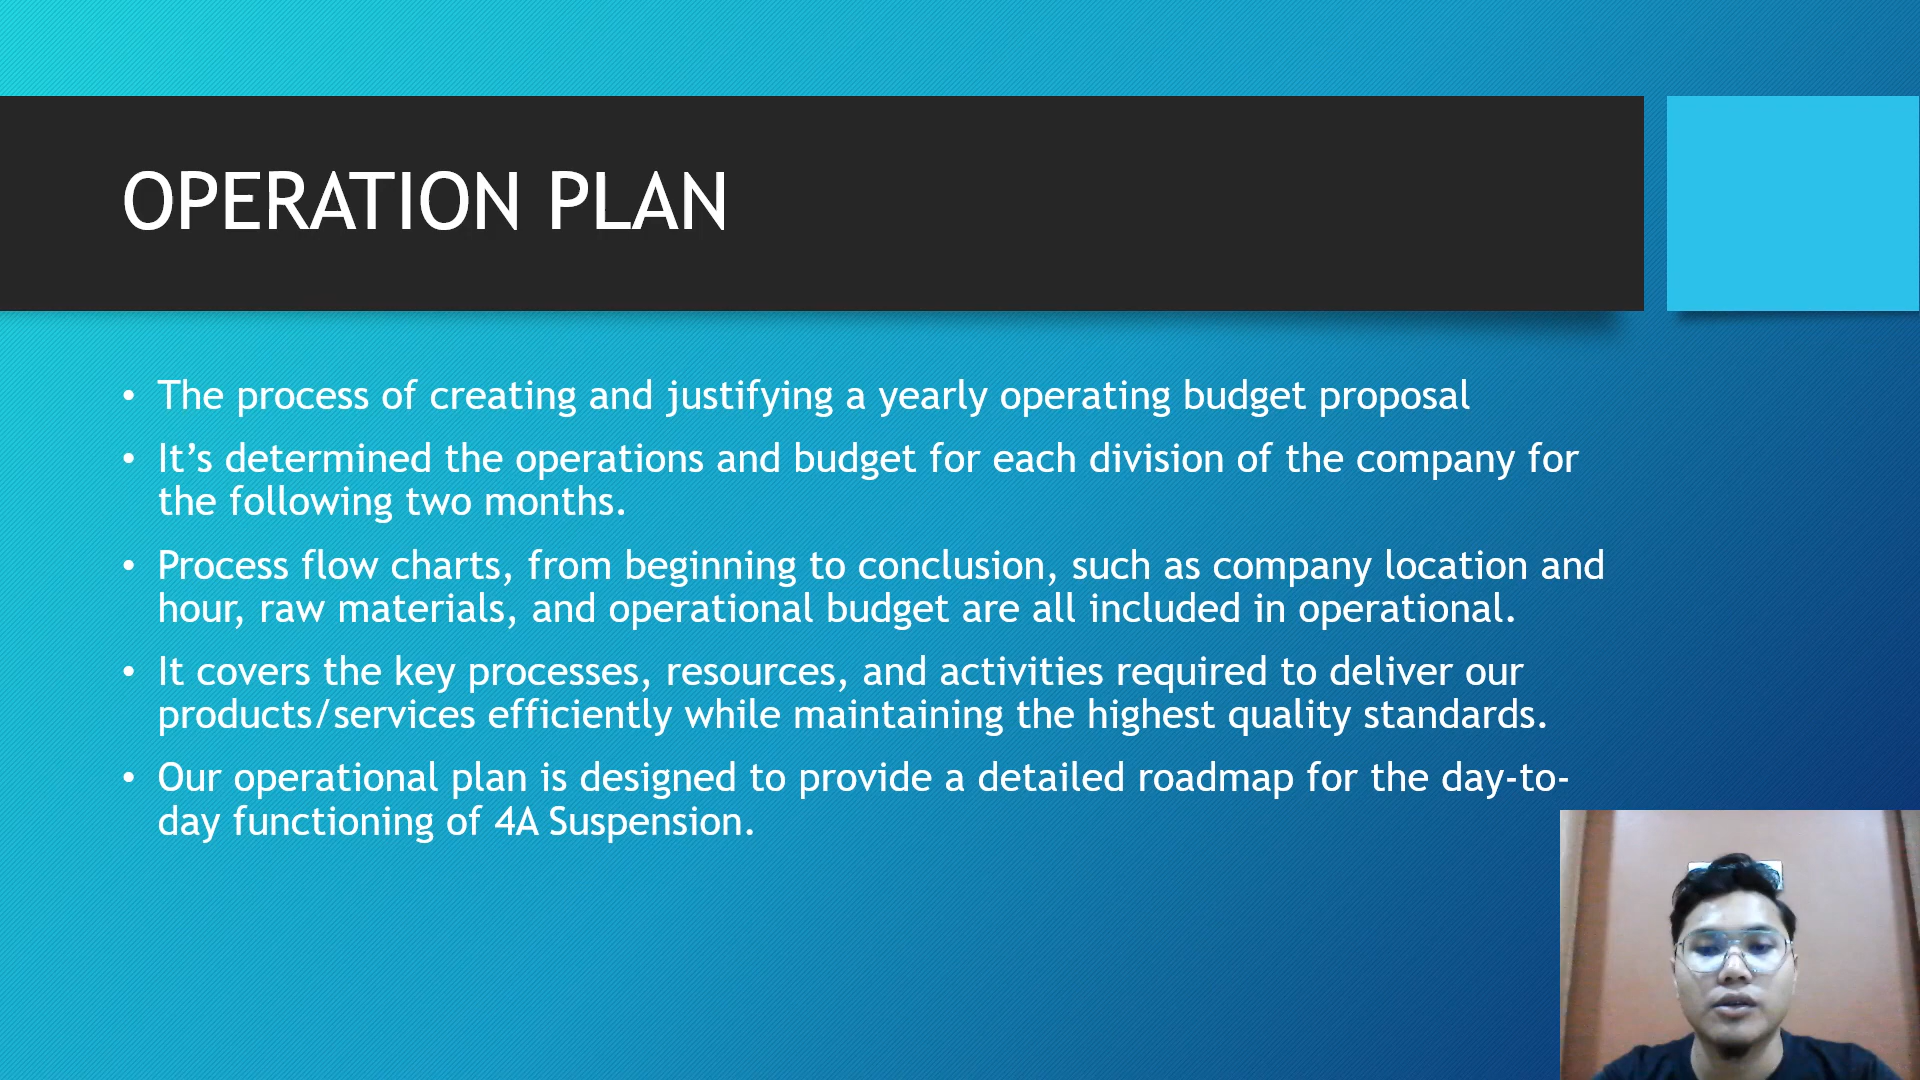 OPERATION PLAN
• The process of creating and justifying a yearly operating budget proposal
• It’s determined the operations and budget for each division of the company for
the following two months.
• Process flow charts, from beginning to conclusion, such as company location and
hour, raw materials, and operational budget are all included in operational.
• It covers the key processes, resources, and activities required to deliver our
products/services efficiently while maintaining the highest quality standards.
• Our operational plan is designed to provide a detailed roadmap for the day-to-
day functioning of 4A Suspension.